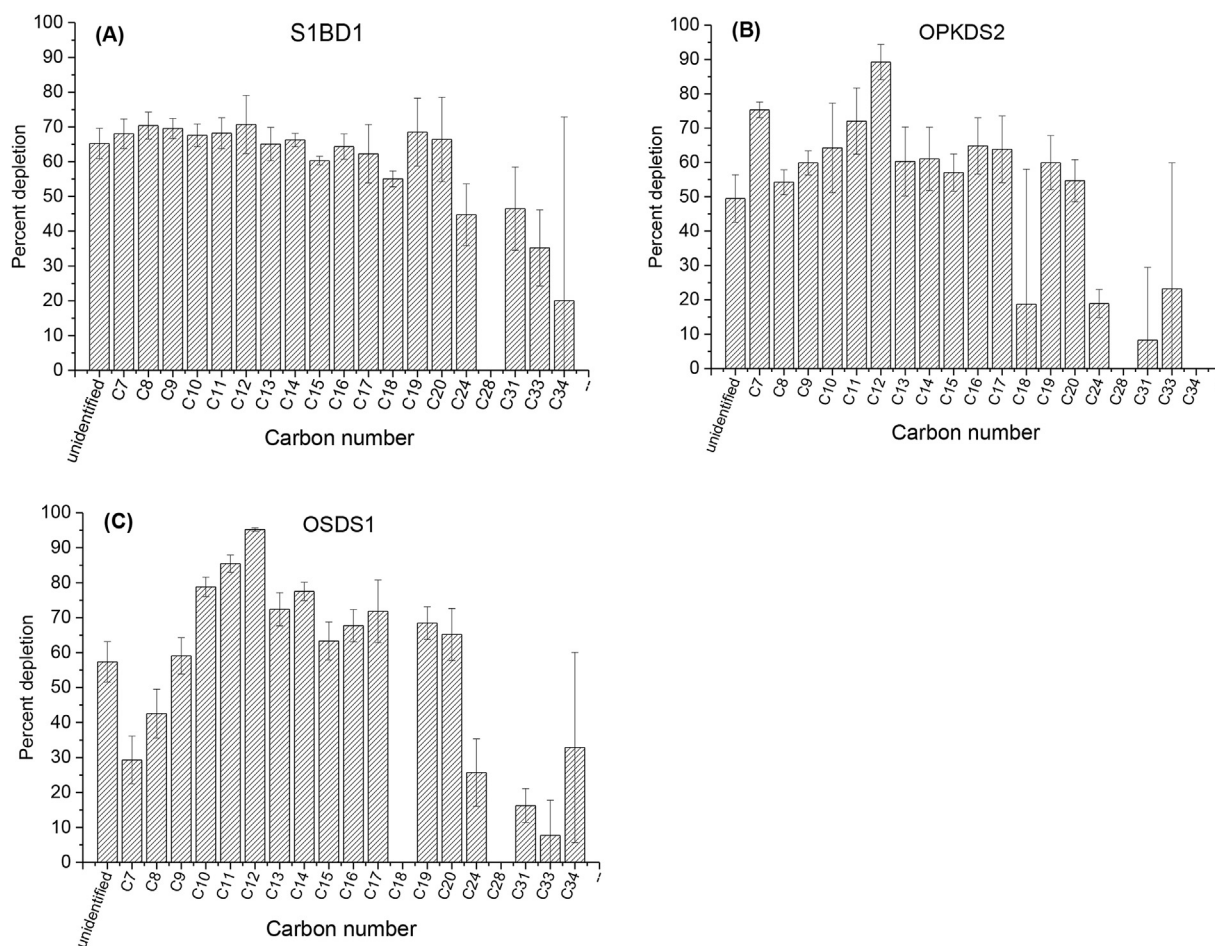 (A) S1BD1
Percent depletion
100
90
80
70
60
50
40
30
20
10
0
unidentified C7 C8 C9 C10 C11 C12 C13 C14 C15 C16 C17 C18 C19 C20 C24 C28 C31 C33 C34 --
Carbon number
(B) OPKDS2
Percent depletion
100
90
80
70
60
50
40
30
20
10
0
unidentified C7 C8 C9 C10 C11 C12 C13 C14 C15 C16 C17 C18 C19 C20 C24 C28 C31 C33 C34
Carbon number
(C) OSDS1
Percent depletion
100
90
80
70
60
50
40
30
20
10
0
unidentified C7 C8 C9 C10 C11 C12 C13 C14 C15 C16 C17 C18 C19 C20 C24 C28 C31 C33 C34 --
Carbon number